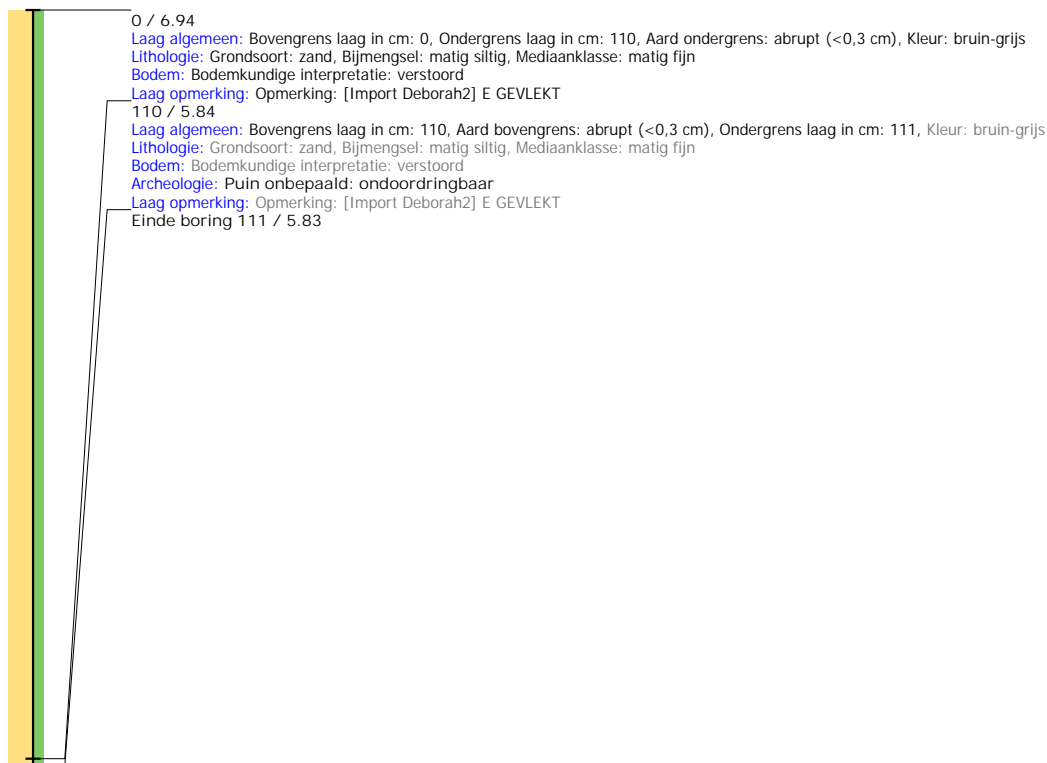 0 / 6.94
Laag algemeen: Bovengrens laag in cm: 0, Ondergrens laag in cm: 110, Aard ondergrens: abrupt (<0,3 cm), Kleur: bruin-grijs
Lithologie: Grondsoort: zand, Bijmengsel: matig siltig, Mediaanklasse: matig fijn
Bodem: Bodemkundige interpretatie: verstoord
Laag opmerking: Opmerking: [Import Deborah2] E GEVLEKT
110 / 5.84
Laag algemeen: Bovengrens laag in cm: 110, Aard bovengrens: abrupt (<0,3 cm), Ondergrens laag in cm: 111, Kleur: bruin-grijs
Lithologie: Grondsoort: zand, Bijmengsel: matig siltig, Mediaanklasse: matig fijn
Bodem: Bodemkundige interpretatie: verstoord
Archeologie: Puin onbepaald: ondoordringbaar
Laag opmerking: Opmerking: [Import Deborah2] E GEVLEKT
Einde boring 111 / 5.83